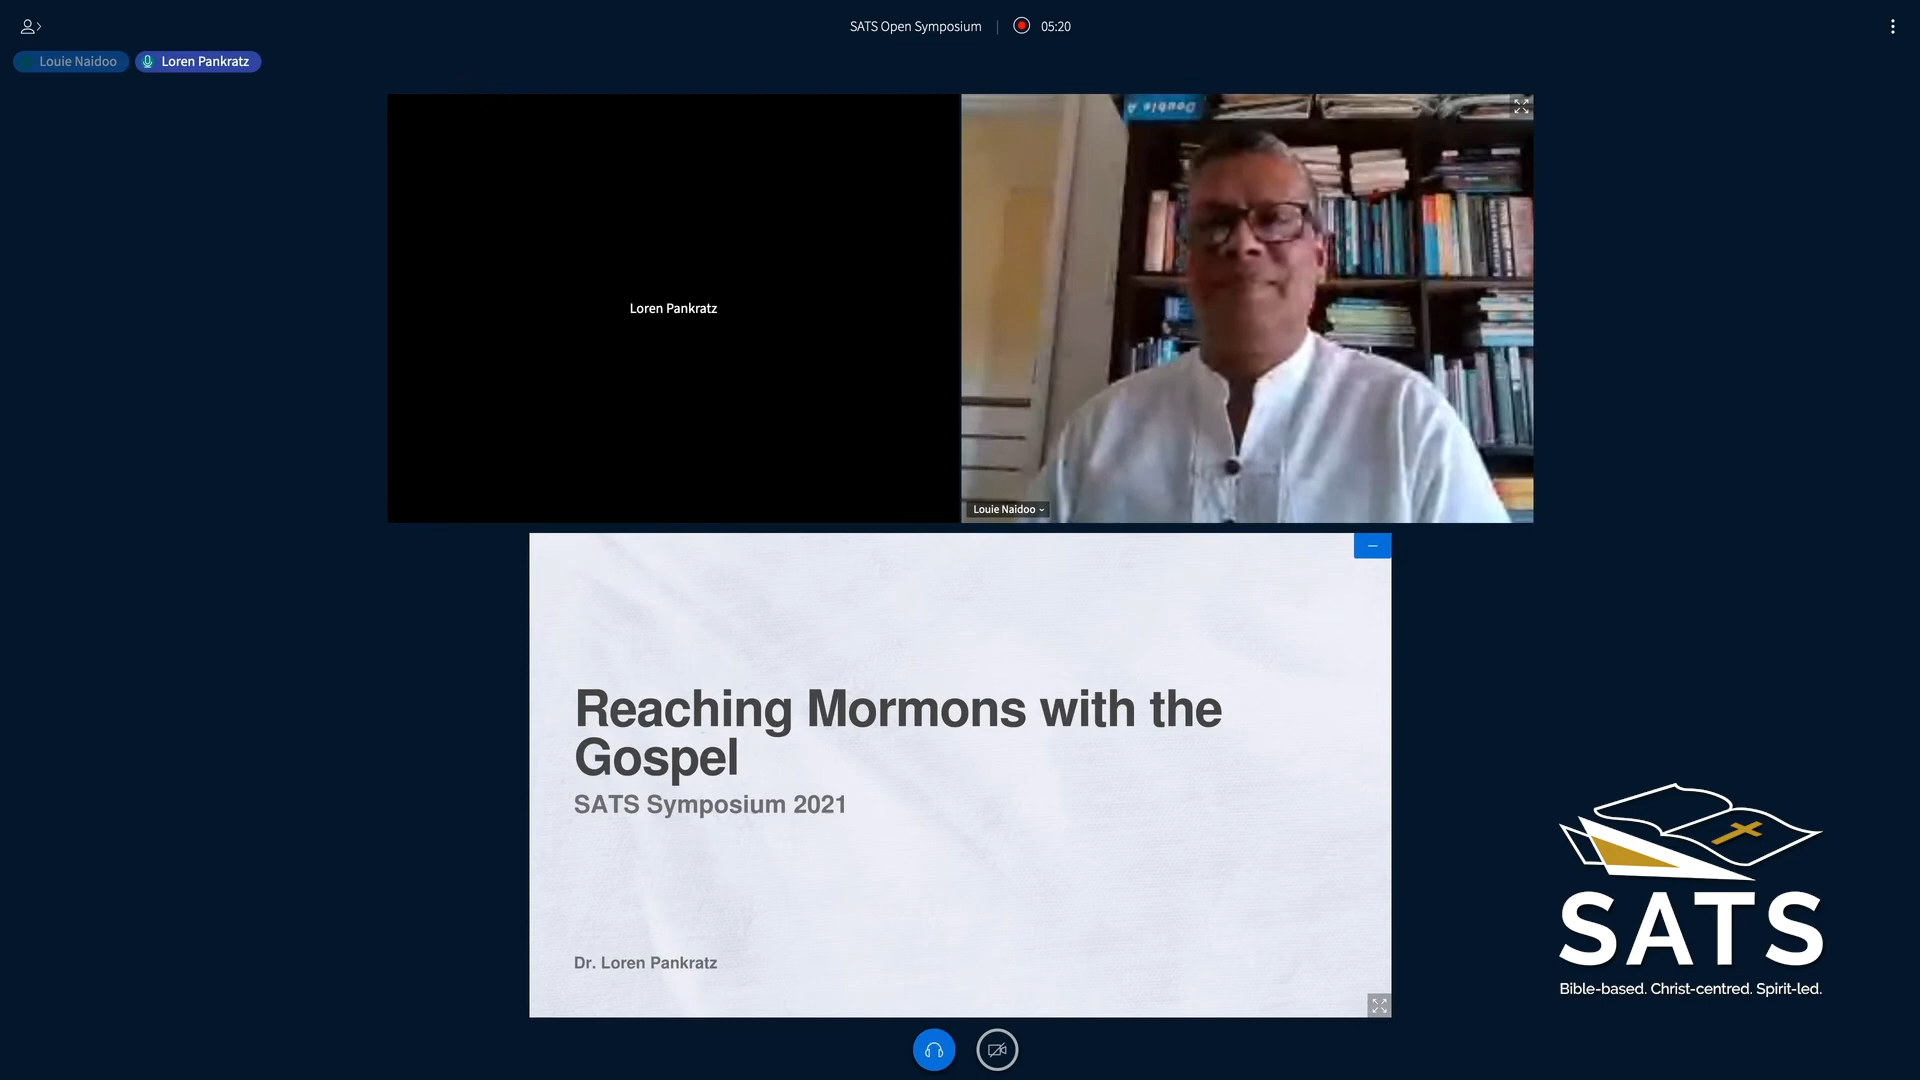 SATS Open Symposium
05:20
Louie Naidoo
Loren Pankratz
Double A
Loren Pankratz
Louie Naidoo
Reaching Mormons with the
Gospel
SATS Symposium 2021
Dr. Loren Pankratz
SATS
Bible-based. Christ-centred. Spirit-led.